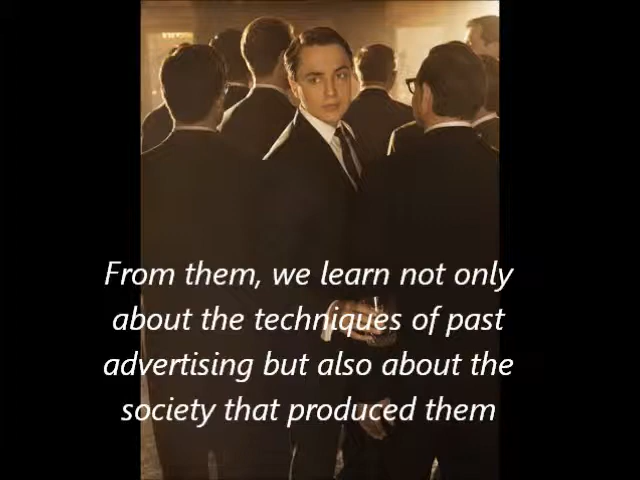 From them, we learn not only
about the techniques of past
advertising but also about the
society that produced them